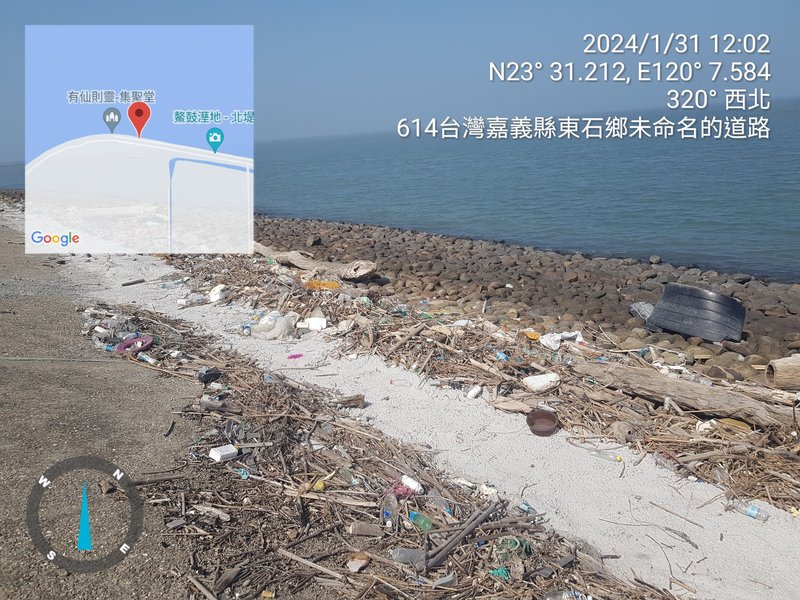 2024/1/31 12:02
N23° 31.212, E120° 7.584
320° 西北
614台灣嘉義縣東石鄉未命名的道路
有仙則靈-集聖堂
鰲鼓溼地 - 北堤
Google
N
W
E
S